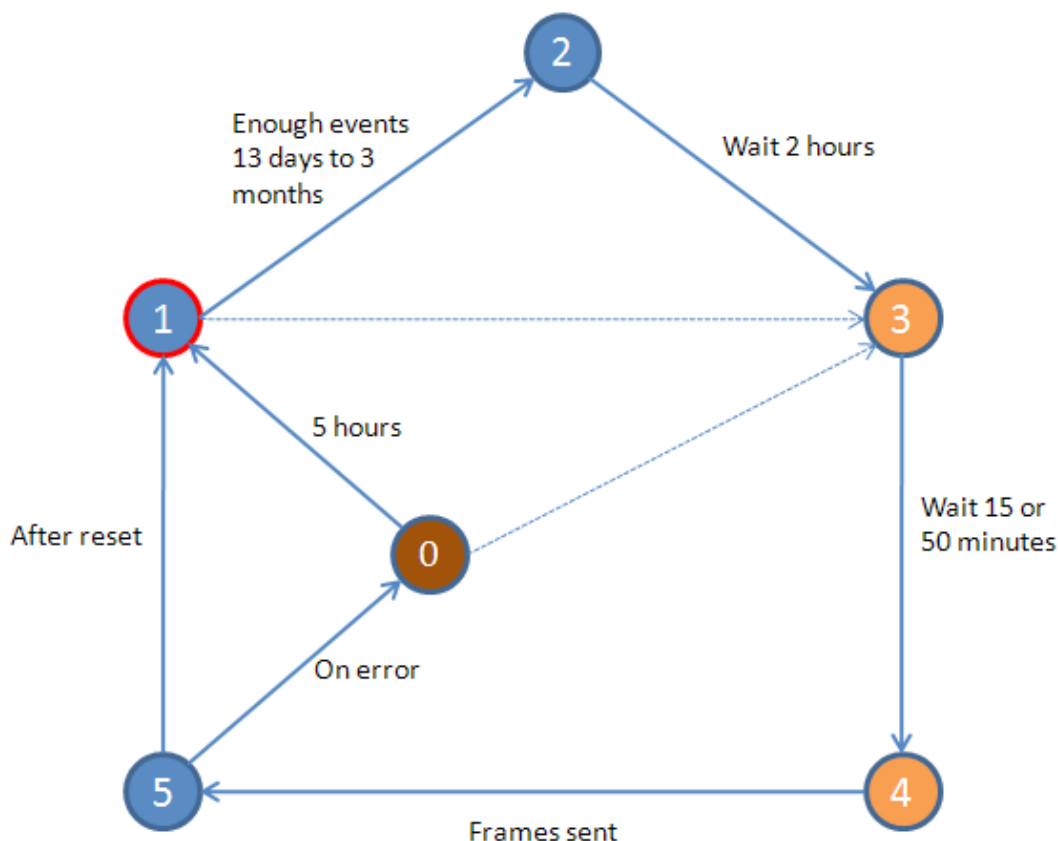 2
Enough events
13 days to 3
months
Wait 2 hours
1
3
5 hours
After reset
0
Wait 15 or
50 minutes
On error
5
4
Frames sent